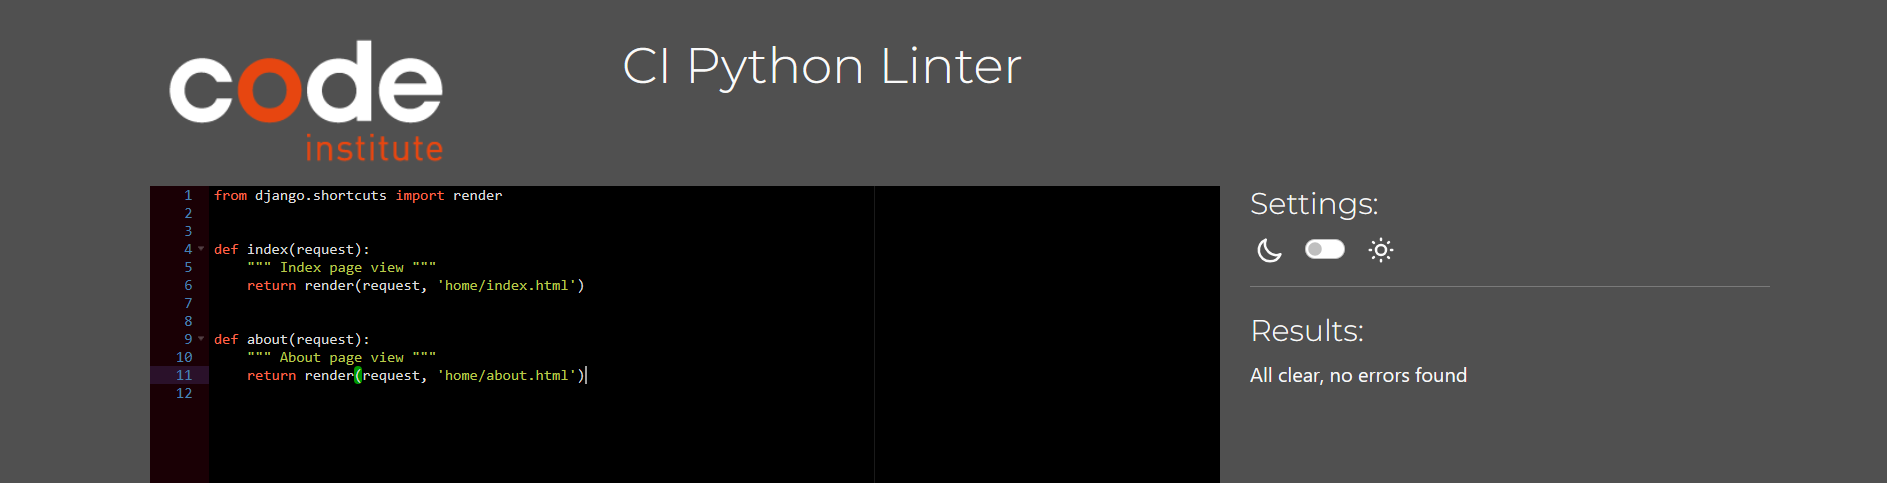 code
institute
CI Python Linter
1 from django.shortcuts import render
2
3
4 def index(request):
5     """ Index page view """
6     return render(request, 'home/index.html')
7
8
9 def about(request):
10     """ About page view """
11     return render(request, 'home/about.html')
12
Settings:
Results:
All clear, no errors found